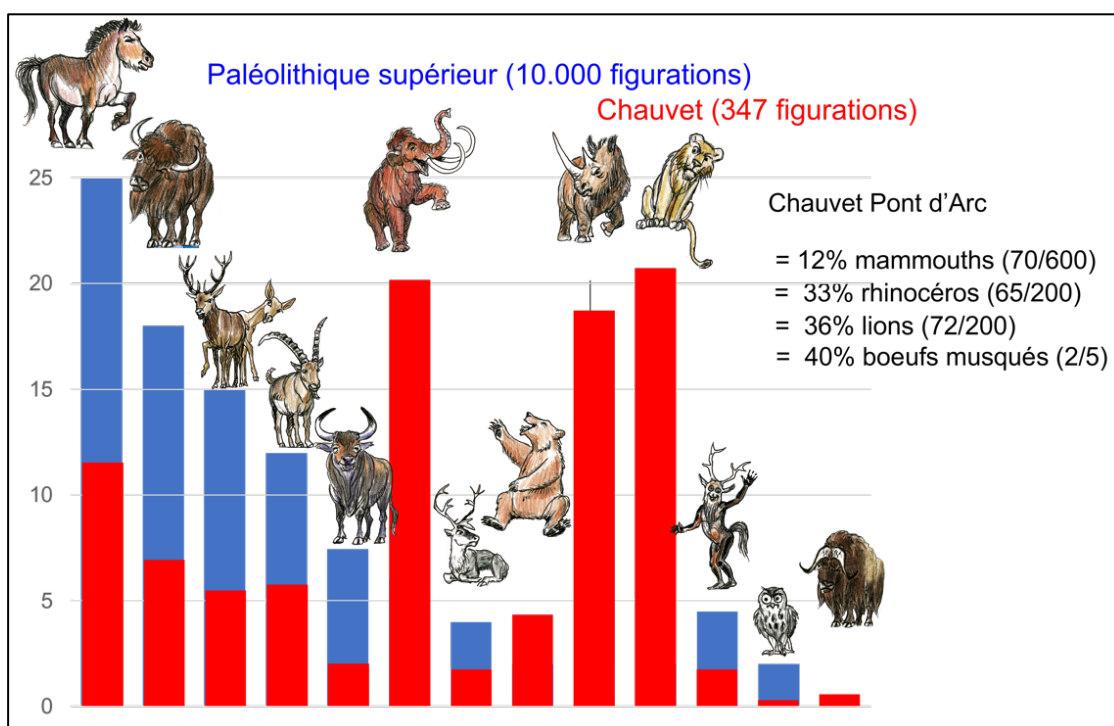 Paléolithique supérieur (10.000 figurations)
Chauvet (347 figurations)
25
20
15
10
5
0
Chauvet Pont d’Arc
= 12% mammouths (70/600)
= 33% rhinocéros (65/200)
= 36% lions (72/200)
= 40% boeufs musqués (2/5)